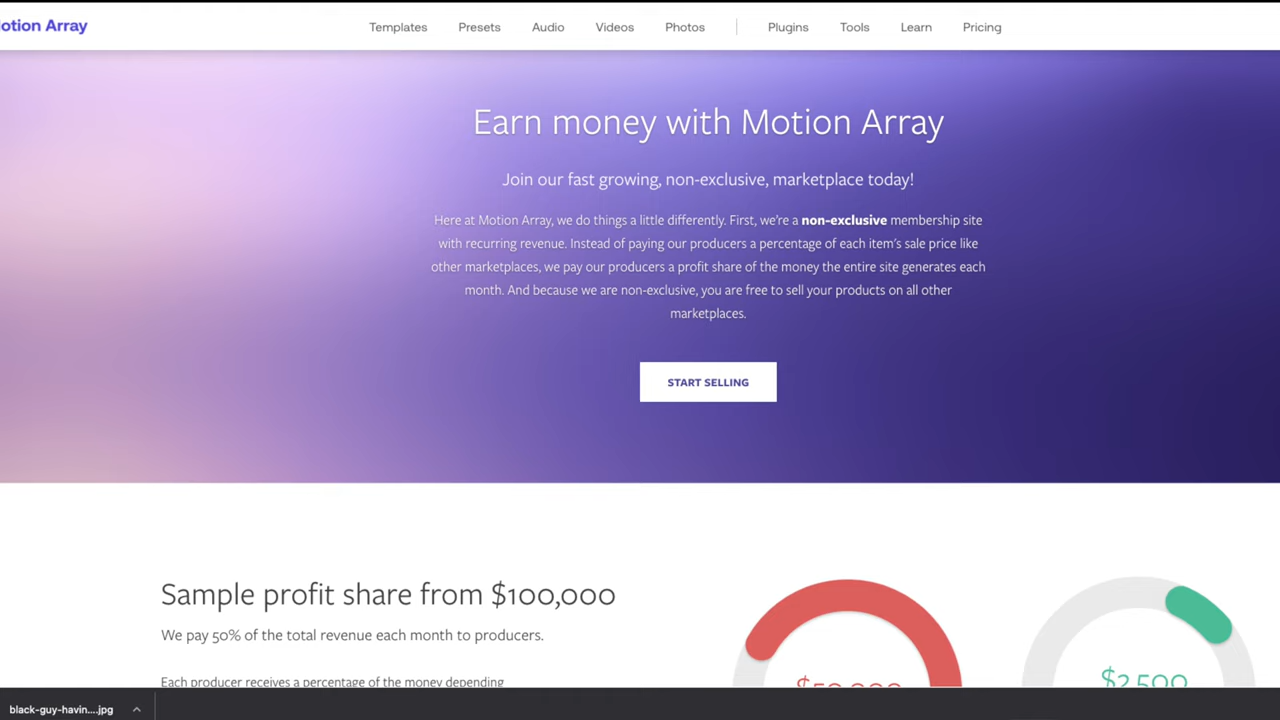 otion Array
Templates Presets Audio Videos Photos Plugins Tools Learn Pricing
Earn money with Motion Array
Join our fast growing, non-exclusive, marketplace today!
Here at Motion Array, we do things a little differently. First, we're a non-exclusive membership site
with recurring revenue. Instead of paying our producers a percentage of each item's sale price like
other marketplaces, we pay our producers a profit share of the money the entire site generates each
month. And because we are non-exclusive, you are free to sell your products on all other
marketplaces.
START SELLING
Sample profit share from $100,000
We pay 50% of the total revenue each month to producers.
Each producer receives a percentage of the money depending
$50,000
$2,500
black-guy-havin....jpg